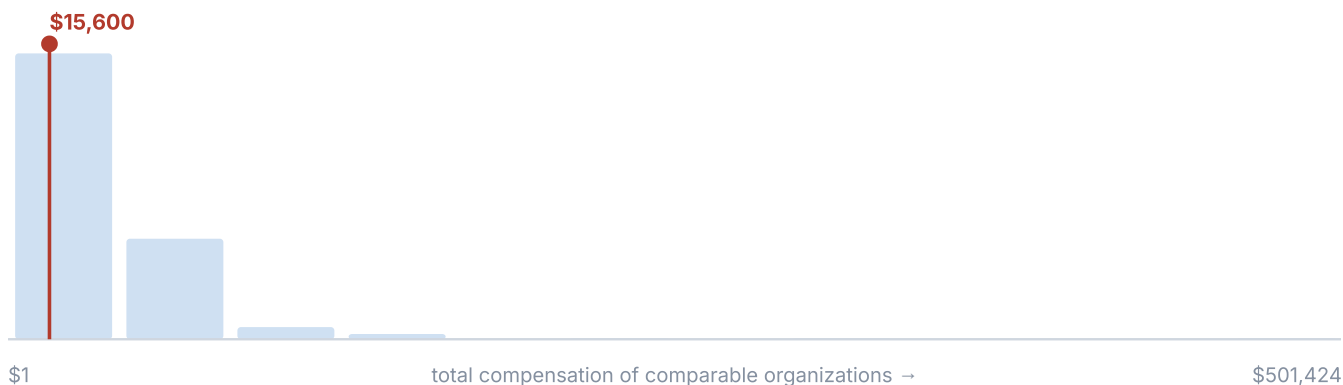 $15,600
$1 total compensation of comparable organizations → $501,424